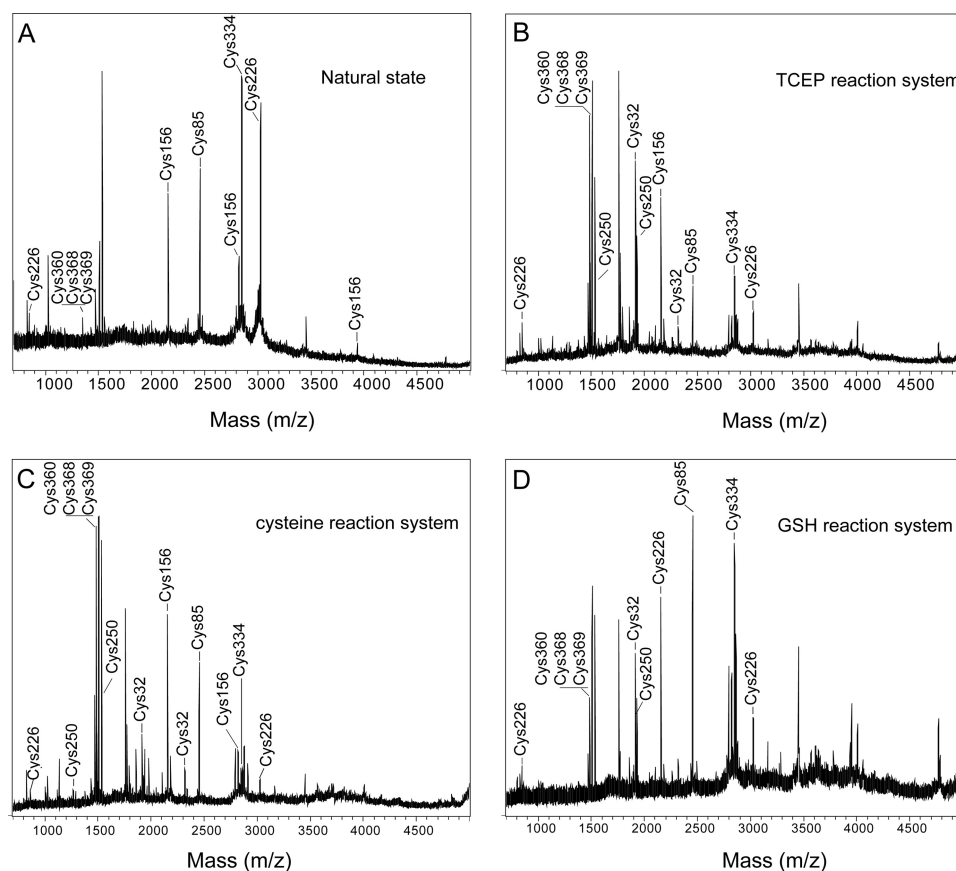 A
Natural state
Cys226
Cys360
Cys368
Cys369
Cys156
Cys85
Cys156
Cys334
Cys226
Cys156
1000 1500 2000 2500 3000 3500 4000 4500
Mass (m/z)
B
TCEP reaction system
Cys226
Cys360
Cys368
Cys369
Cys250
Cys32
Cys250
Cys156
Cys32
Cys85
Cys334
Cys226
1000 1500 2000 2500 3000 3500 4000 4500
Mass (m/z)
C
cysteine reaction system
Cys226
Cys250
Cys360
Cys368
Cys369
Cys250
Cys32
Cys156
Cys32
Cys85
Cys156
Cys334
Cys226
1000 1500 2000 2500 3000 3500 4000 4500
Mass (m/z)
D
GSH reaction system
Cys226
Cys360
Cys368
Cys369
Cys32
Cys250
Cys226
Cys85
Cys334
Cys226
1000 1500 2000 2500 3000 3500 4000 4500
Mass (m/z)